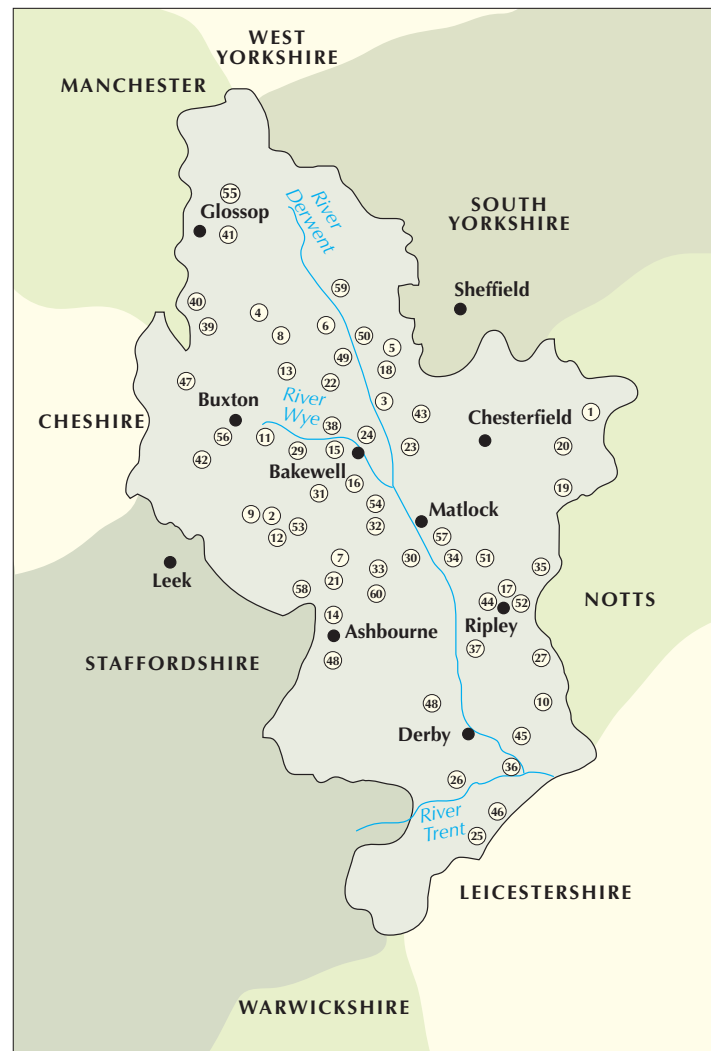 WEST
YORKSHIRE
MANCHESTER
55
River
Derwent
Glossop
41
SOUTH
YORKSHIRE
59
Sheffield
40
4
39
6
8
50
5
49
13
18
22
47
River
Wye
3
Buxton
43
1
CHESHIRE
38
Chesterfield
56
11
24
20
29
15
23
42
Bakewell
16
19
31
54
9
2
32
Matlock
53
12
57
7
30
34
51
Leek
33
35
21
58
60
17
44
52
NOTTS
14
Ripley
Ashbourne
37
STAFFORDSHIRE
48
27
48
10
Derby
45
36
26
River
Trent
46
25
LEICESTERSHIRE
WARWICKSHIRE